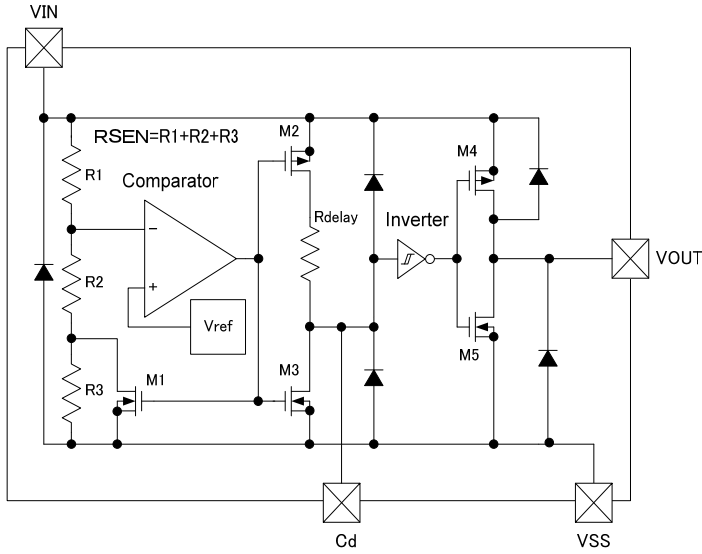 VIN
RSEN=R1+R2+R3
M2
M4
R1
Comparator
Rdelay
Inverter
−
R2
VOUT
+
Vref
M5
R3
M1
M3
Cd
VSS